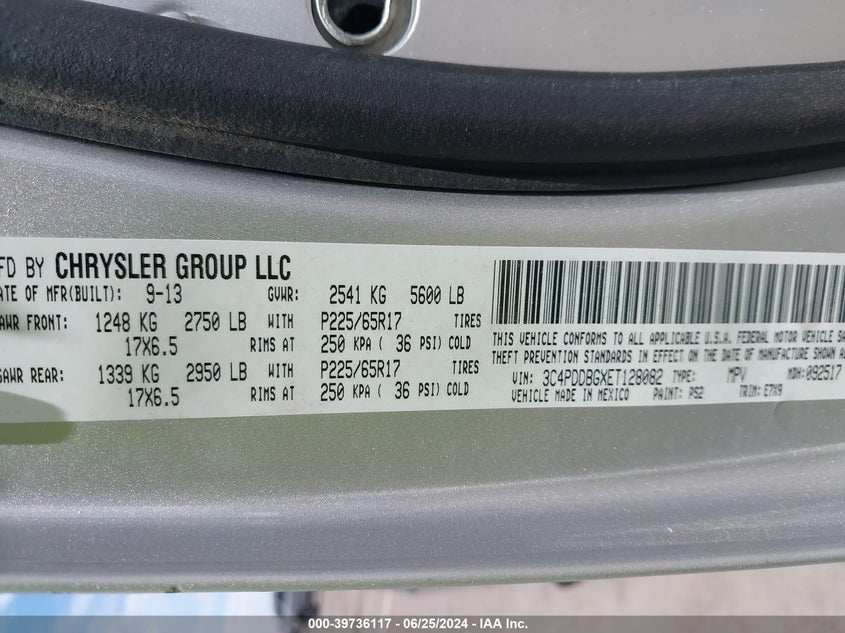 FD BY CHRYSLER GROUP LLC
ATE OF MFR(BUILT): 9-13 GVWR: 2541 KG 5600 LB
AWR FRONT: 1248 KG 2750 LB WITH P225/65R17 TIRES
17X6.5 RIMS AT 250 KPA ( 36 PSI) COLD
GAWR REAR: 1339 KG 2950 LB WITH P225/65R17 TIRES
17X6.5 RIMS AT 250 KPA ( 36 PSI) COLD
THIS VEHICLE CONFORMS TO ALL APPLICABLE U.S.A. FEDERAL MOTOR VEHICLE SA
THEFT PREVENTION STANDARDS IN EFFECT ON THE DATE OF MANUFACTURE SHOWN A
VIN: 3C4PDDBGXET128082 TYPE: MPV MDH: 092517
VEHICLE MADE IN MEXICO PAINT: PS2 TRIM: E7X9
000-39736117 - 06/25/2024 - IAA Inc.